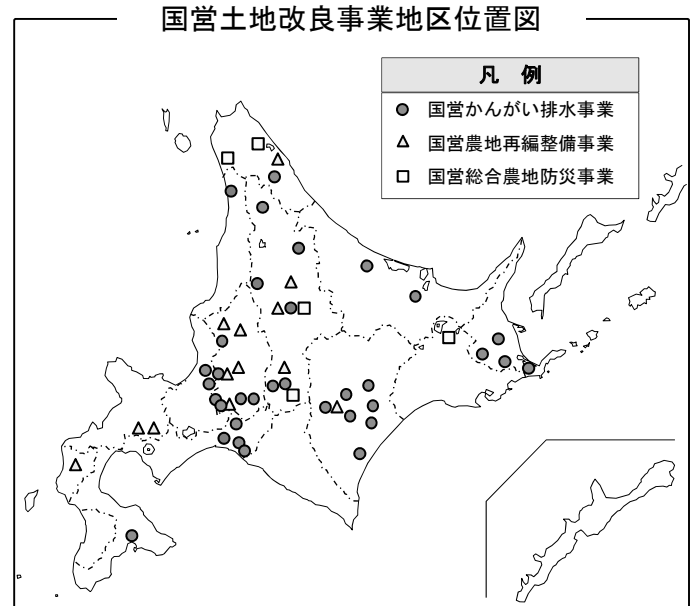 国営土地改良事業地区位置図
凡 例
国営かんがい排水事業
国営農地再編整備事業
国営総合農地防災事業